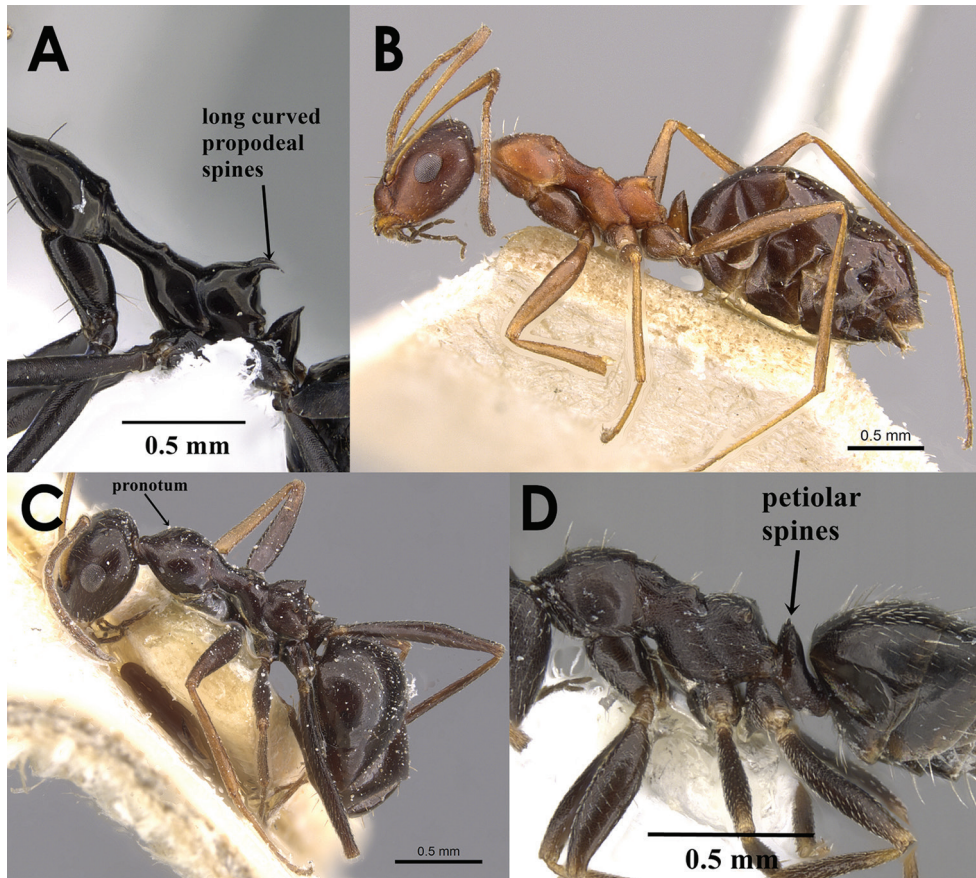 A
long curved
propodeal
spines
0.5 mm
B
0.5 mm
C
pronotum
0.5 mm
D
petiolar
spines
0.5 mm